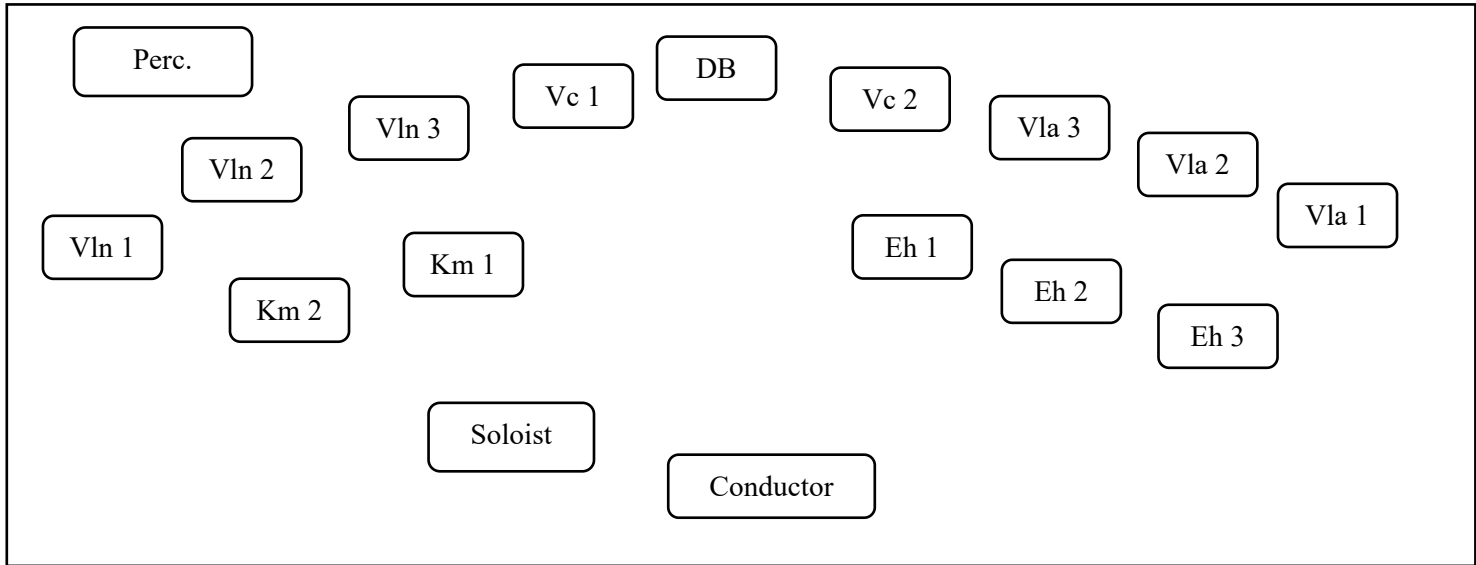 Perc.
DB
Vc 1
Vc 2
Vln 3
Vla 3
Vln 2
Vla 2
Vla 1
Vln 1
Km 1
Eh 1
Km 2
Eh 2
Eh 3
Soloist
Conductor